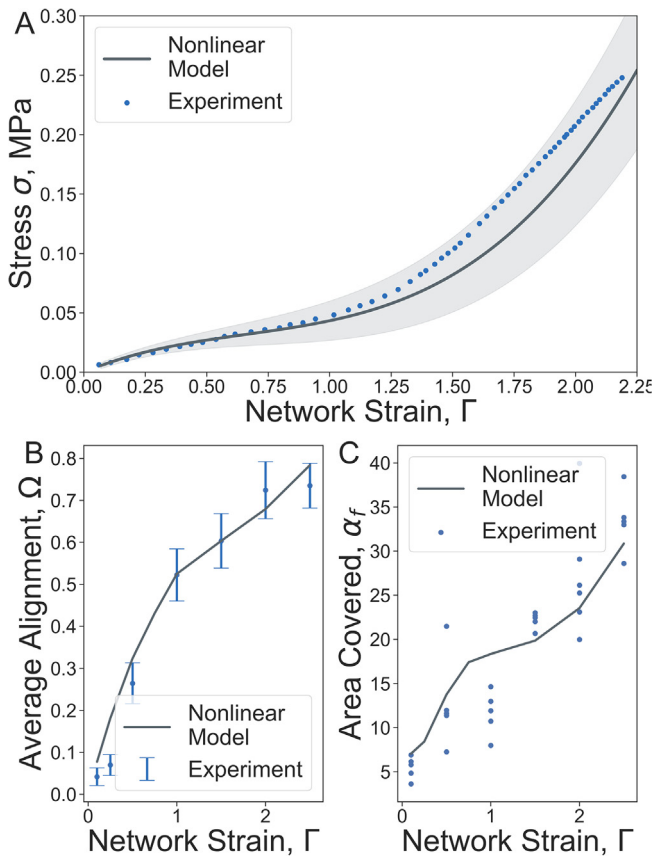 A
0.30
0.25
0.20
0.15
0.10
0.05
0.00
Stress σ, MPa
Nonlinear
Model
Experiment
0.00 0.25 0.50 0.75 1.00 1.25 1.50 1.75 2.00 2.25
Network Strain, Γ
B
0.8
0.7
0.6
0.5
0.4
0.3
0.2
0.1
0.0
Average Alignment, Ω
Nonlinear
Model
Experiment
0 1 2
Network Strain, Γ
C
40
35
30
25
20
15
10
5
Area Covered, α_f
Nonlinear
Model
Experiment
0 1 2
Network Strain, Γ